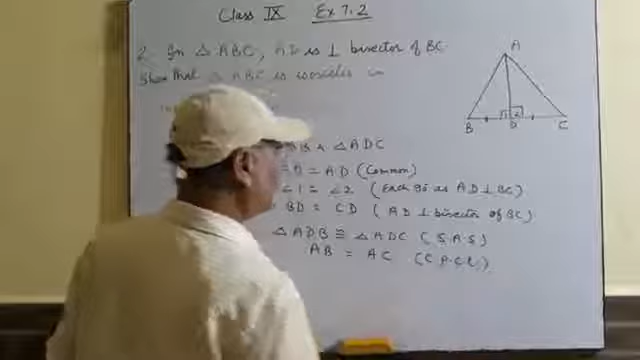 Class IX Ex 7.2
2. In △ ABC, AD is ⊥ bisector of BC.
Show that △ ABC is isosceles in
A
B
D
C
1 2
B & △ ADC
= AD (Common)
∠1 = ∠2 (Each 90 as AD ⊥ BC)
BD = CD (AD ⊥ bisector of BC)
△ ADB ≅ △ ADC (S.A.S)
AB = AC (C.P.C.t.)